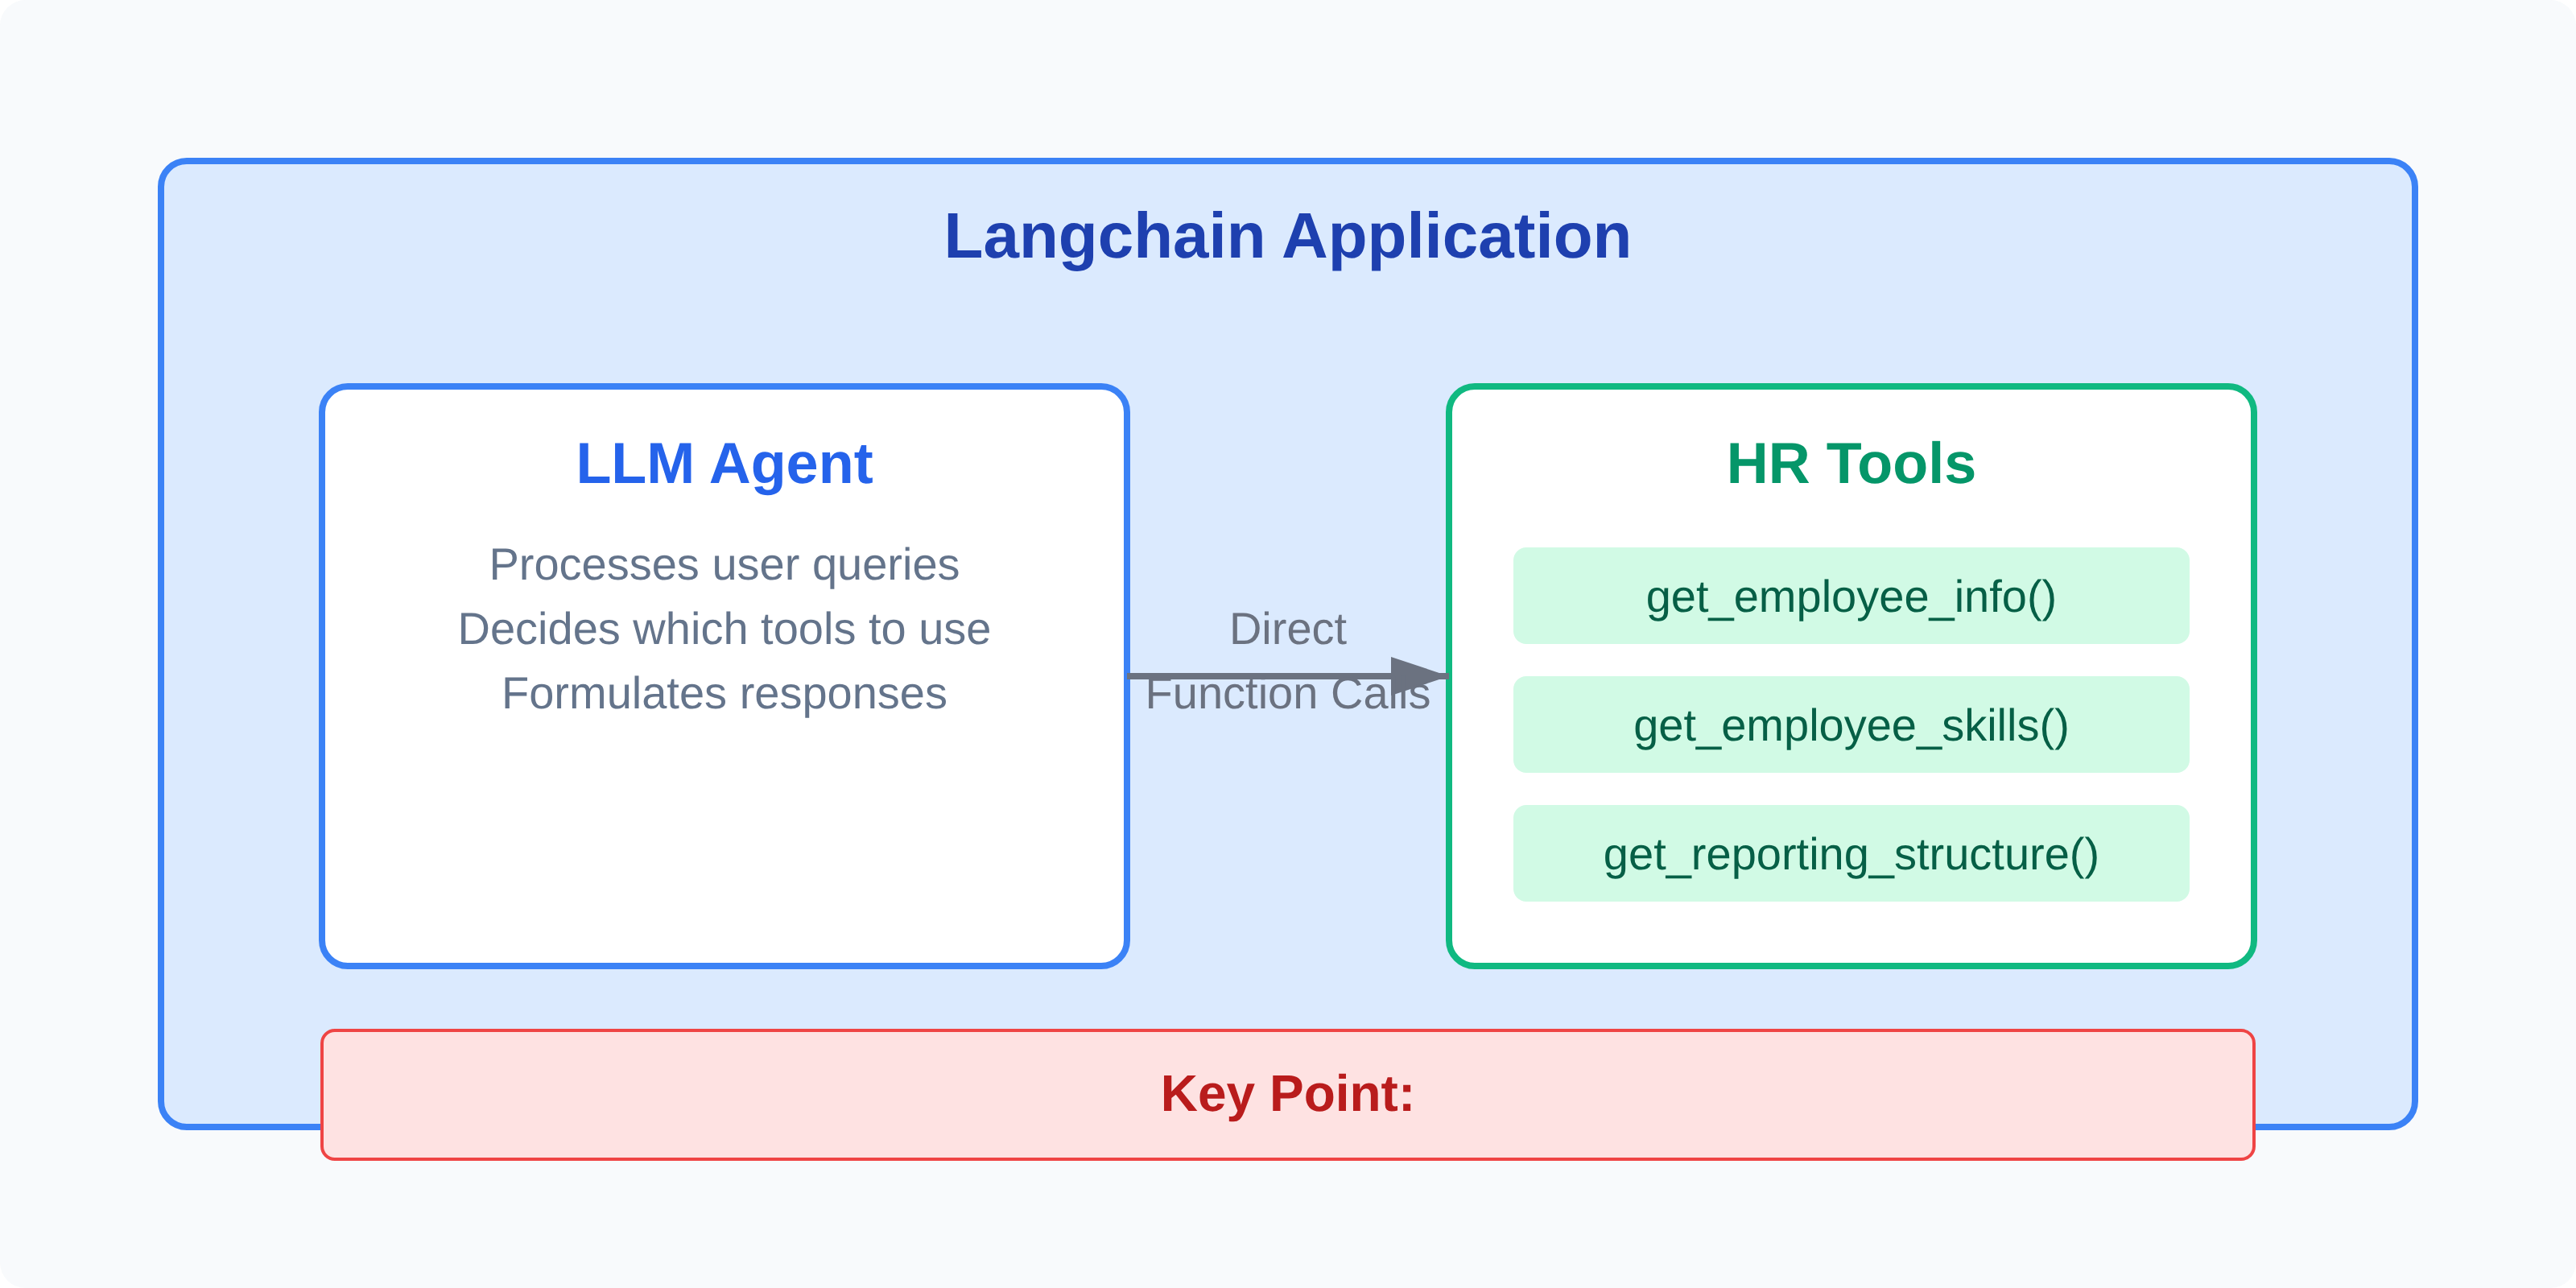 Langchain Application
LLM Agent
Processes user queries
Decides which tools to use
Formulates responses
Direct
Function Calls
HR Tools
get_employee_info()
get_employee_skills()
get_reporting_structure()
Key Point: